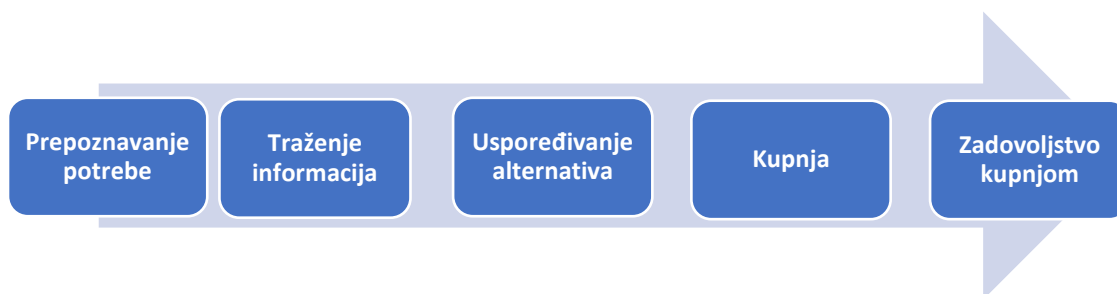 Prepoznavanje
potrebe
Traženje
informacija
Uspoređivanje
alternativa
Kupnja
Zadovoljstvo
kupnjom